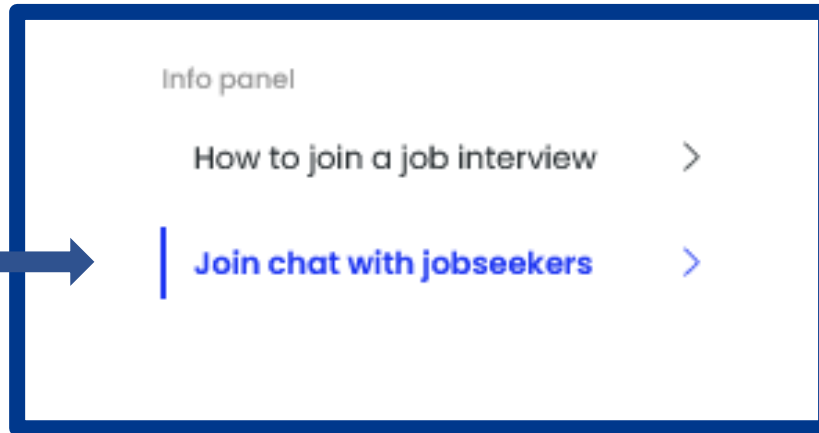 Info panel
How to join a job interview
Join chat with jobseekers